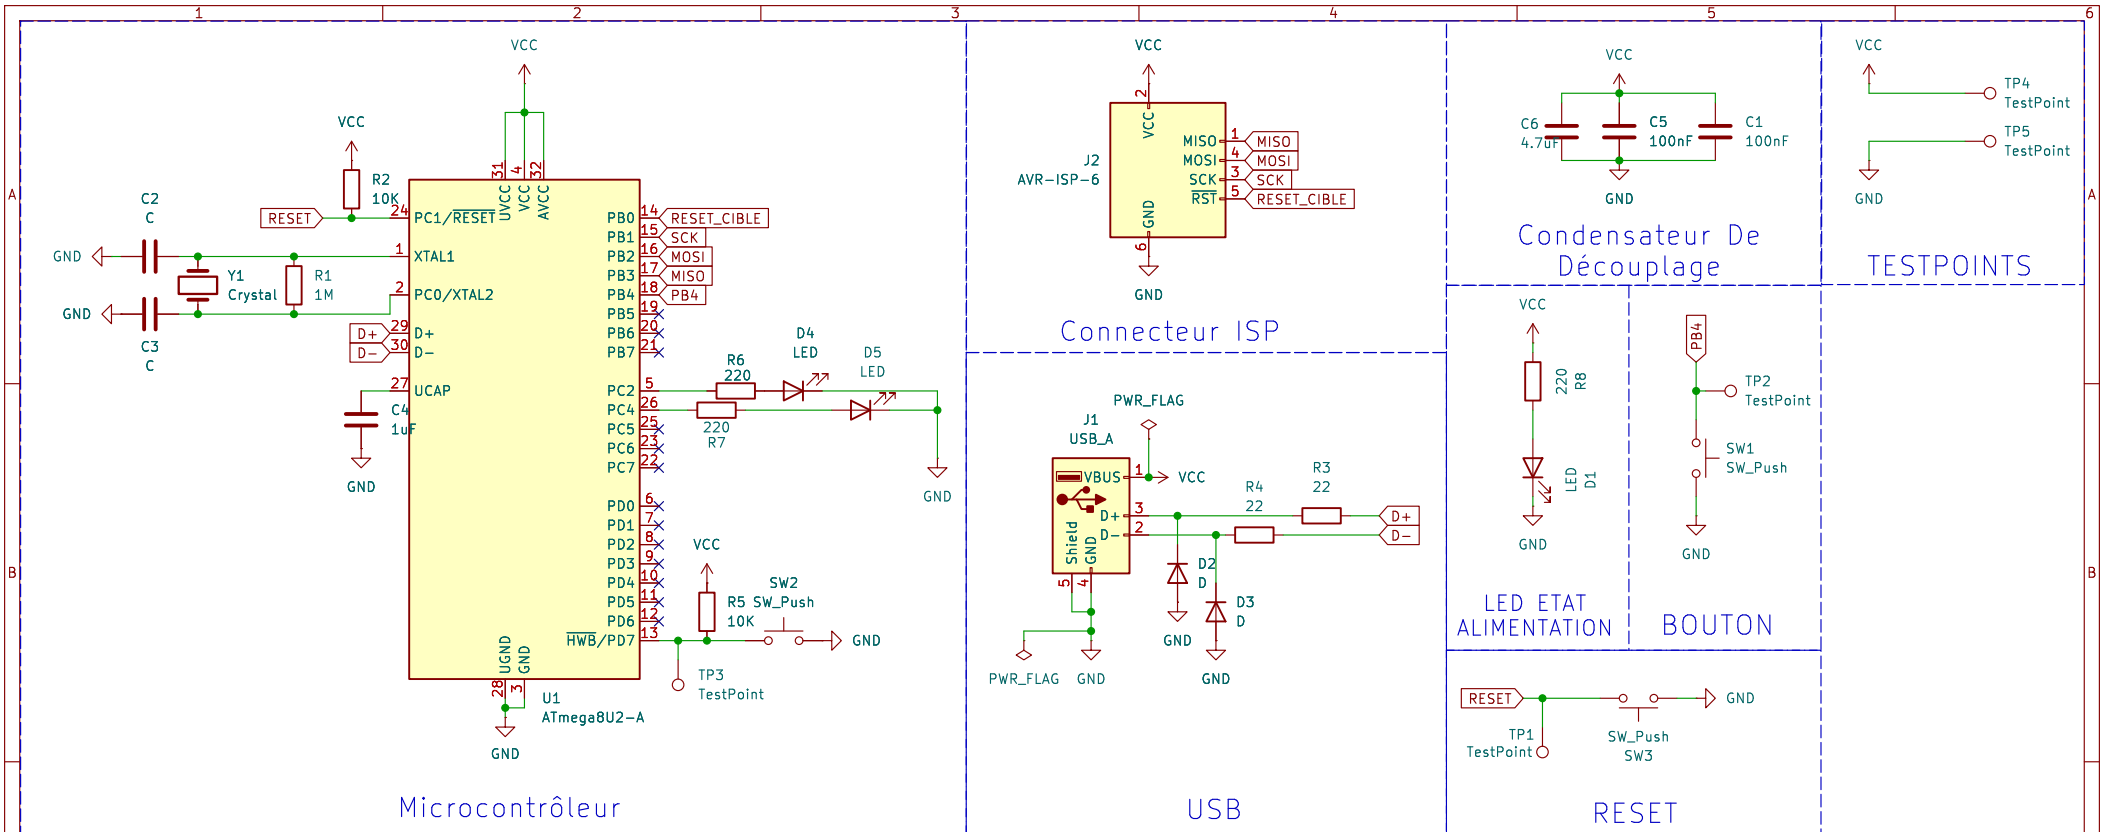 1
2
3
4
5
6
A
B
A
B
VCC
VCC
R2
10K
RESET
C2
C
GND
Y1
Crystal
R1
1M
GND
C3
C
D+
D-
C4
1uF
GND
31
4
32
UVCC
VCC
AVCC
24
PC1/RESET
1
XTAL1
2
PC0/XTAL2
29
D+
30
D-
27
UCAP
PB0
14
RESET_CIBLE
PB1
15
SCK
PB2
16
MOSI
PB3
17
MISO
PB4
18
PB4
PB5
19
PB6
20
PB7
21
PC2
5
PC4
26
PC5
25
PC6
23
PC7
22
PD0
6
PD1
7
PD2
8
PD3
9
PD4
10
PD5
11
PD6
12
HWB/PD7
13
UGND
GND
28
3
U1
ATmega8U2-A
GND
R6
220
D4
LED
D5
LED
220
R7
GND
VCC
R5
10K
SW2
SW_Push
GND
TP3
TestPoint
Microcontrôleur
VCC
2
VCC
J2
AVR-ISP-6
MISO
1
MISO
MOSI
4
MOSI
SCK
3
SCK
RST
5
RESET_CIBLE
GND
6
GND
Connecteur ISP
PWR_FLAG
J1
USB_A
VBUS
1
VCC
D+
3
D-
2
Shield
GND
5
4
R4
22
R3
22
D+
D-
D2
D
GND
D3
D
GND
PWR_FLAG
GND
USB
VCC
C6
4.7uF
C5
100nF
C1
100nF
GND
Condensateur De
Découplage
VCC
TP4
TestPoint
TP5
TestPoint
GND
TESTPOINTS
VCC
220
R8
LED
D1
GND
LED ETAT
ALIMENTATION
PB4
TP2
TestPoint
SW1
SW_Push
GND
BOUTON
RESET
TP1
TestPoint
SW_Push
SW3
GND
RESET